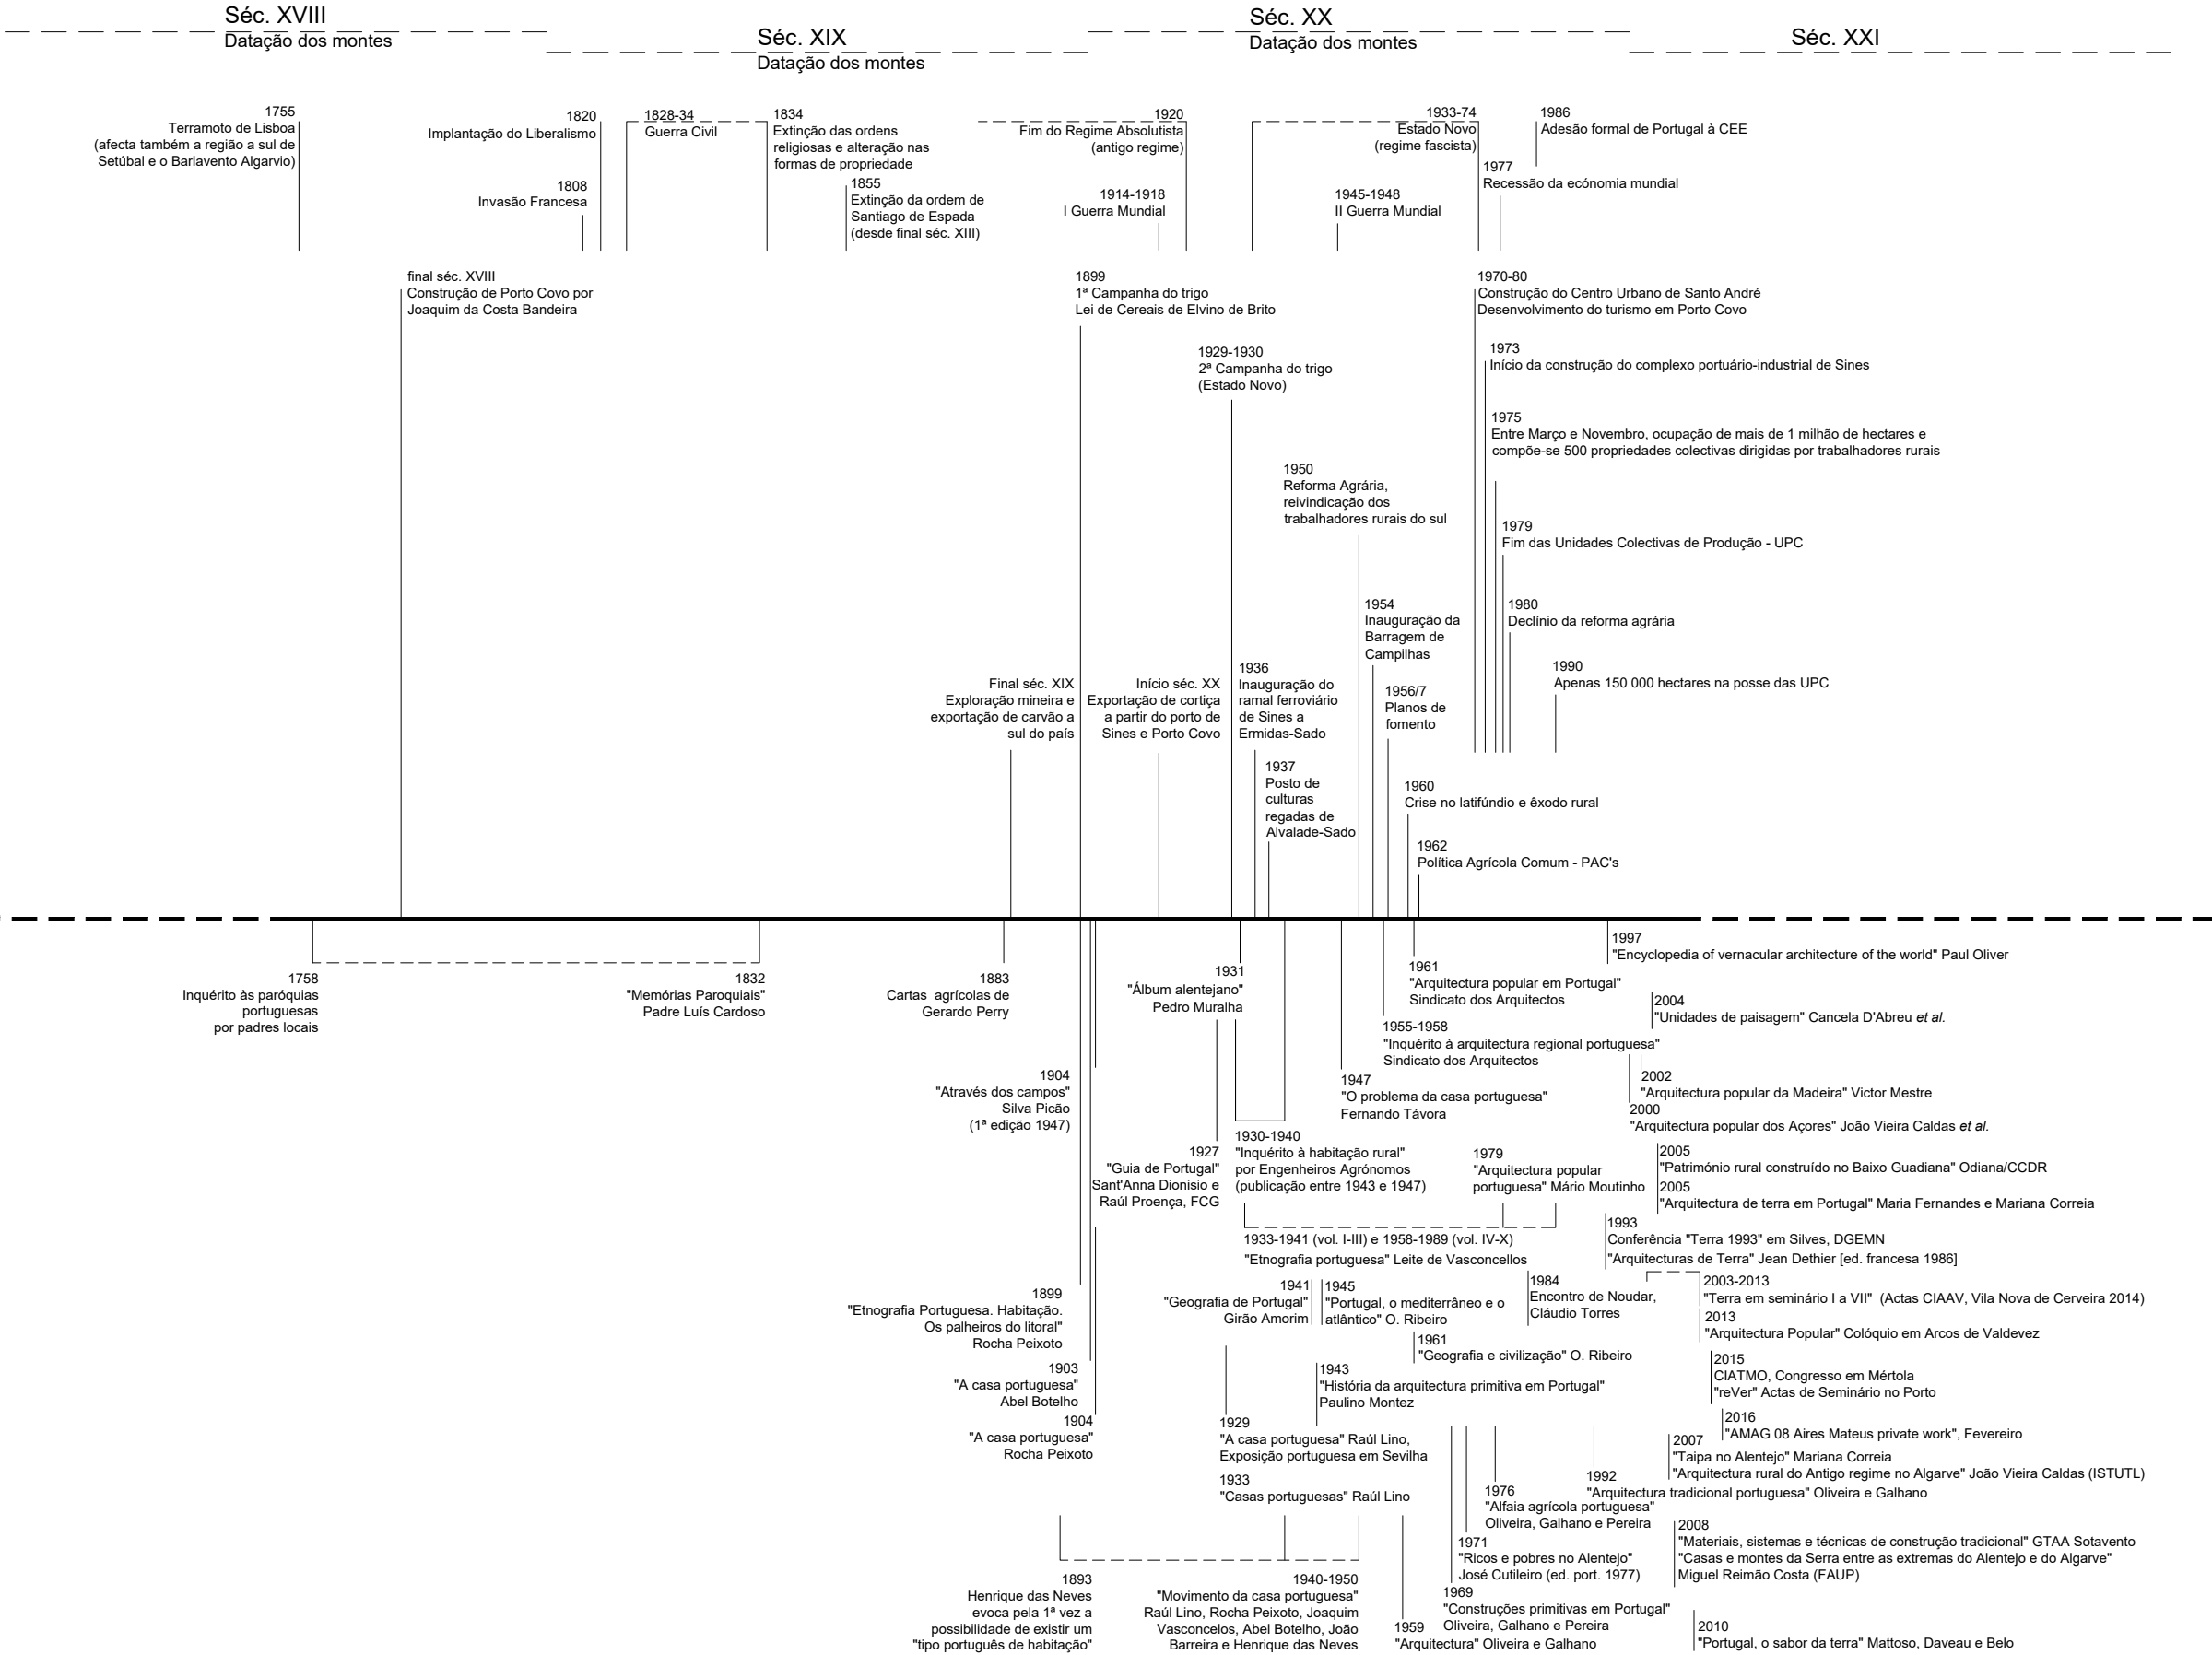 Séc. XVIII
Datação dos montes
Séc. XIX
Datação dos montes
Séc. XX
Datação dos montes
Séc. XXI
1755
Terramoto de Lisboa
(afecta também a região a sul de
Setúbal e o Barlavento Algarvio)
1820
Implantação do Liberalismo
1808
Invasão Francesa
1828-34
Guerra Civil
1834
Extinção das ordens
religiosas e alteração nas
formas de propriedade
1855
Extinção da ordem de
Santiago de Espada
(desde final séc. XIII)
1920
Fim do Regime Absolutista
(antigo regime)
1914-1918
I Guerra Mundial
1933-74
Estado Novo
(regime fascista)
1945-1948
II Guerra Mundial
1986
Adesão formal de Portugal à CEE
1977
Recessão da ecónomia mundial
final séc. XVIII
Construção de Porto Covo por
Joaquim da Costa Bandeira
1899
1ª Campanha do trigo
Lei de Cereais de Elvino de Brito
1970-80
Construção do Centro Urbano de Santo André
Desenvolvimento do turismo em Porto Covo
1929-1930
2ª Campanha do trigo
(Estado Novo)
1973
Início da construção do complexo portuário-industrial de Sines
1975
Entre Março e Novembro, ocupação de mais de 1 milhão de hectares e
compõe-se 500 propriedades colectivas dirigidas por trabalhadores rurais
1950
Reforma Agrária,
reivindicação dos
trabalhadores rurais do sul
1979
Fim das Unidades Colectivas de Produção - UPC
1954
Inauguração da
Barragem de
Campilhas
1980
Declínio da reforma agrária
Final séc. XIX
Exploração mineira e
exportação de carvão a
sul do país
Início séc. XX
Exportação de cortiça
a partir do porto de
Sines e Porto Covo
1936
Inauguração do
ramal ferroviário
de Sines a
Ermidas-Sado
1956/7
Planos de
fomento
1990
Apenas 150 000 hectares na posse das UPC
1937
Posto de
culturas
regadas de
Alvalade-Sado
1960
Crise no latifúndio e êxodo rural
1962
Política Agrícola Comum - PAC's
1758
Inquérito às paróquias
portuguesas
por padres locais
1832
"Memórias Paroquiais"
Padre Luís Cardoso
1883
Cartas agrícolas de
Gerardo Perry
1931
"Álbum alentejano"
Pedro Muralha
1961
"Arquitectura popular em Portugal"
Sindicato dos Arquitectos
1997
"Encyclopedia of vernacular architecture of the world" Paul Oliver
2004
"Unidades de paisagem" Cancela D'Abreu et al.
1955-1958
"Inquérito à arquitectura regional portuguesa"
Sindicato dos Arquitectos
1904
"Através dos campos"
Silva Picão
(1ª edição 1947)
1947
"O problema da casa portuguesa"
Fernando Távora
2002
"Arquitectura popular da Madeira" Victor Mestre
2000
"Arquitectura popular dos Açores" João Vieira Caldas et al.
1927
"Guia de Portugal"
Sant'Anna Dionisio e
Raúl Proença, FCG
1930-1940
"Inquérito à habitação rural"
por Engenheiros Agrónomos
(publicação entre 1943 e 1947)
1979
"Arquitectura popular
portuguesa" Mário Moutinho
2005
"Património rural construído no Baixo Guadiana" Odiana/CCDR
2005
"Arquitectura de terra em Portugal" Maria Fernandes e Mariana Correia
1933-1941 (vol. I-III) e 1958-1989 (vol. IV-X)
"Etnografia portuguesa" Leite de Vasconcellos
1993
Conferência "Terra 1993" em Silves, DGEMN
"Arquitecturas de Terra" Jean Dethier [ed. francesa 1986]
1899
"Etnografia Portuguesa. Habitação.
Os palheiros do litoral"
Rocha Peixoto
1941
"Geografia de Portugal"
Girão Amorim
1945
"Portugal, o mediterrâneo e o
atlântico" O. Ribeiro
1984
Encontro de Noudar,
Cláudio Torres
2003-2013
"Terra em seminário I a VII" (Actas CIAAV, Vila Nova de Cerveira 2014)
2013
"Arquitectura Popular" Colóquio em Arcos de Valdevez
1961
"Geografia e civilização" O. Ribeiro
1903
"A casa portuguesa"
Abel Botelho
1943
"História da arquitectura primitiva em Portugal"
Paulino Montez
2015
CIATMO, Congresso em Mértola
"reVer" Actas de Seminário no Porto
1904
"A casa portuguesa"
Rocha Peixoto
1929
"A casa portuguesa" Raúl Lino,
Exposição portuguesa em Sevilha
2016
"AMAG 08 Aires Mateus private work", Fevereiro
2007
"Taipa no Alentejo" Mariana Correia
"Arquitectura rural do Antigo regime no Algarve" João Vieira Caldas (ISTUTL)
1933
"Casas portuguesas" Raúl Lino
1992
"Arquitectura tradicional portuguesa" Oliveira e Galhano
1976
"Alfaia agrícola portuguesa"
Oliveira, Galhano e Pereira
2008
"Materiais, sistemas e técnicas de construção tradicional" GTAA Sotavento
"Casas e montes da Serra entre as extremas do Alentejo e do Algarve"
Miguel Reimão Costa (FAUP)
1971
"Ricos e pobres no Alentejo"
José Cutileiro (ed. port. 1977)
1893
Henrique das Neves
evoca pela 1ª vez a
possibilidade de existir um
"tipo português de habitação"
1940-1950
"Movimento da casa portuguesa"
Raúl Lino, Rocha Peixoto, Joaquim
Vasconcelos, Abel Botelho, João
Barreira e Henrique das Neves
1969
"Construções primitivas em Portugal"
Oliveira, Galhano e Pereira
1959
"Arquitectura" Oliveira e Galhano
2010
"Portugal, o sabor da terra" Mattoso, Daveau e Belo